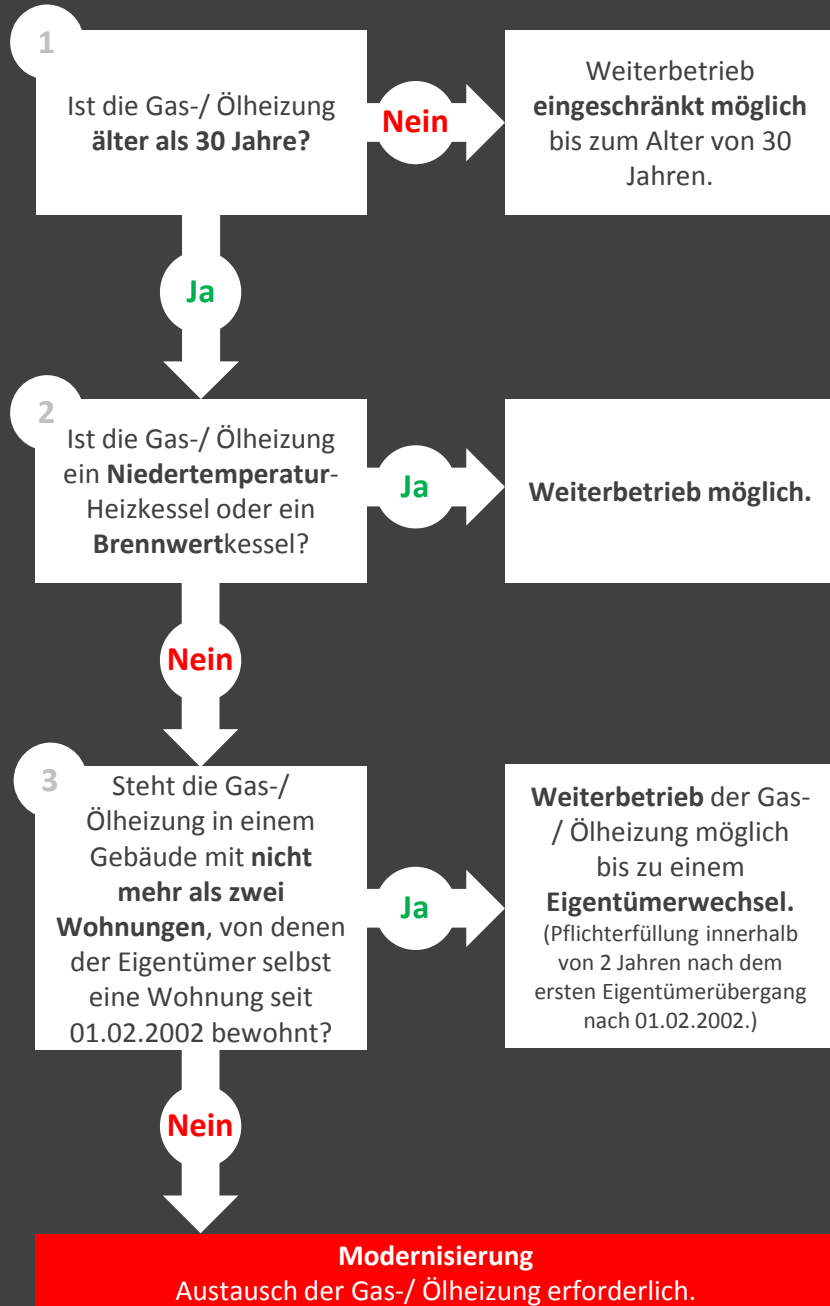 1
Ist die Gas-/ Ölheizung
älter als 30 Jahre?
Nein
Weiterbetrieb
eingeschränkt möglich
bis zum Alter von 30
Jahren.
Ja
2
Ist die Gas-/ Ölheizung
ein Niedertemperatur-
Heizkessel oder ein
Brennwertkessel?
Ja
Weiterbetrieb möglich.
Nein
3
Steht die Gas-/
Ölheizung in einem
Gebäude mit nicht
mehr als zwei
Wohnungen, von denen
der Eigentümer selbst
eine Wohnung seit
01.02.2002 bewohnt?
Ja
Weiterbetrieb der Gas-
/ Ölheizung möglich
bis zu einem
Eigentümerwechsel.
(Pflichterfüllung innerhalb
von 2 Jahren nach dem
ersten Eigentümerübergang
nach 01.02.2002.)
Nein
Modernisierung
Austausch der Gas-/ Ölheizung erforderlich.